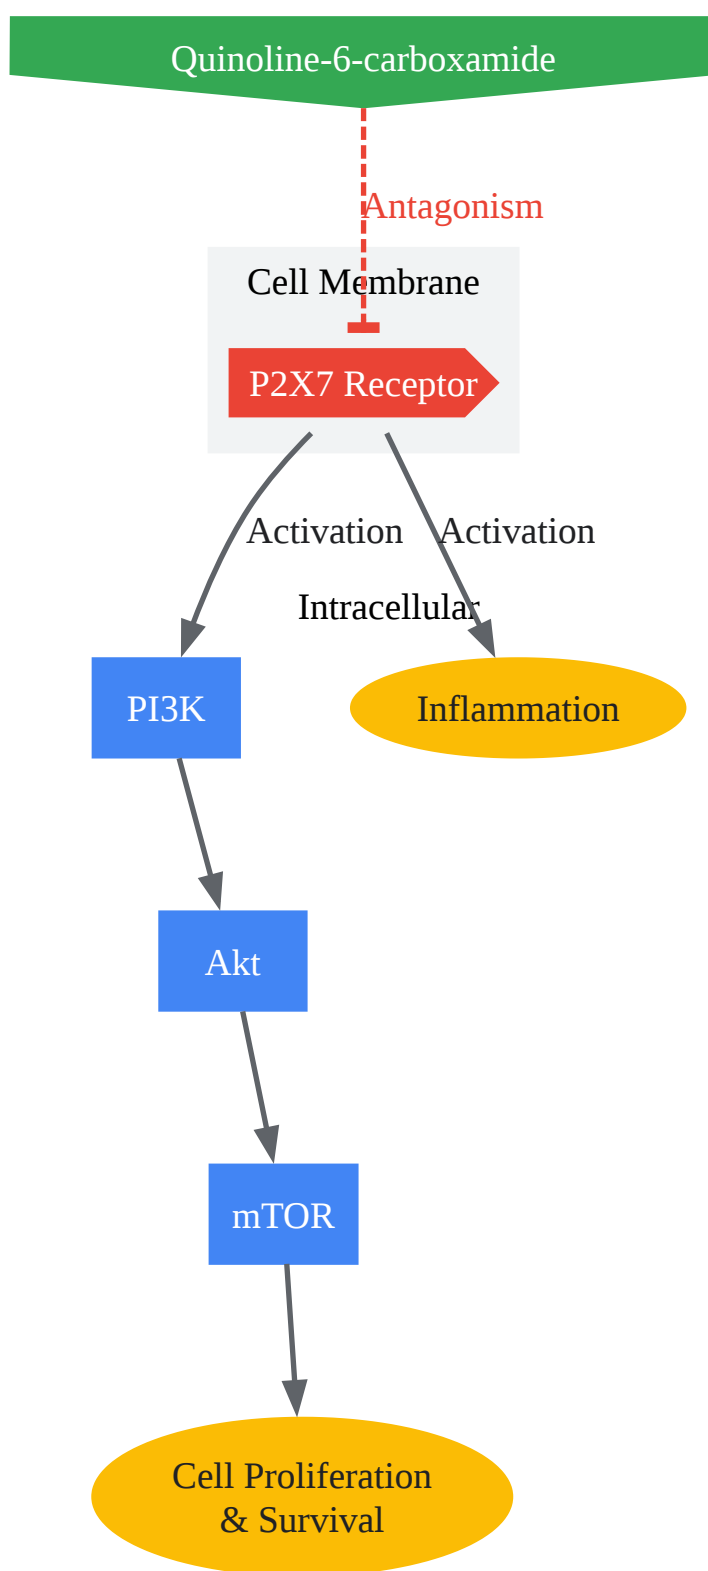 Quinoline-6-carboxamide
Antagonism
Cell Membrane
P2X7 Receptor
Activation
Activation
Intracellular
PI3K
Inflammation
Akt
mTOR
Cell Proliferation
& Survival